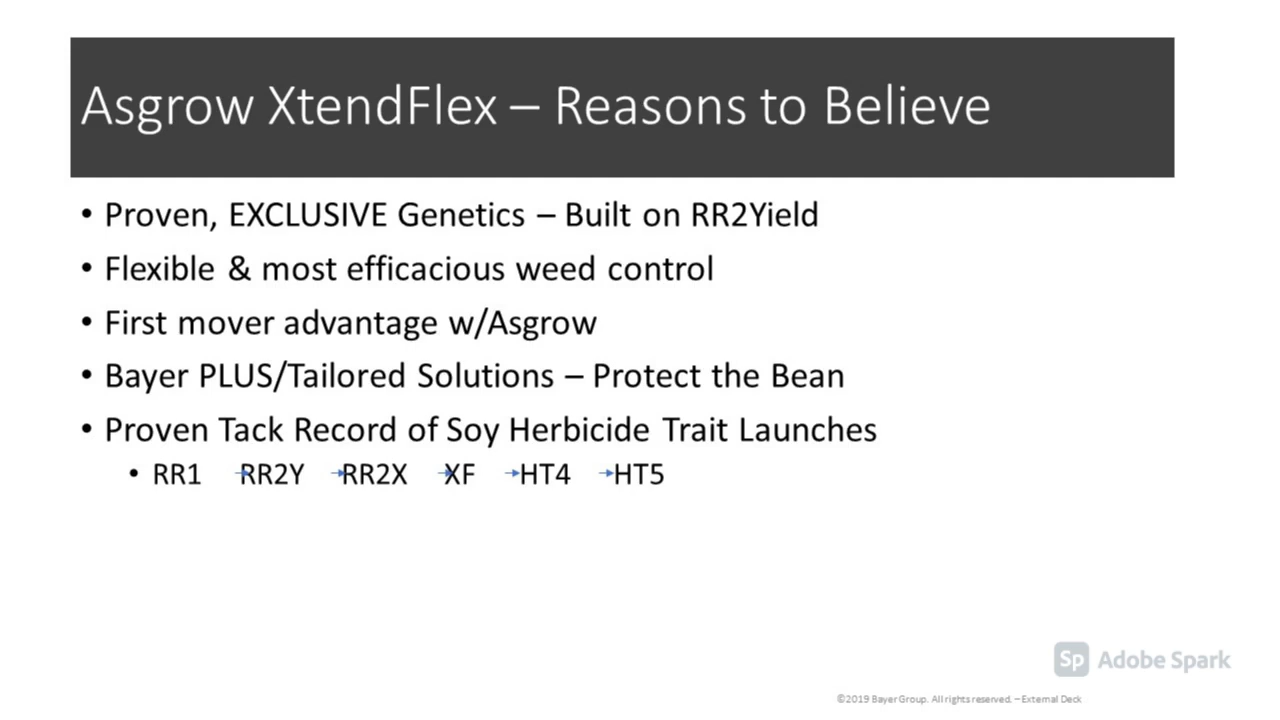 Asgrow XtendFlex – Reasons to Believe
• Proven, EXCLUSIVE Genetics – Built on RR2Yield
• Flexible & most efficacious weed control
• First mover advantage w/Asgrow
• Bayer PLUS/Tailored Solutions – Protect the Bean
• Proven Tack Record of Soy Herbicide Trait Launches
• RR1 → RR2Y → RR2X → XF → HT4 → HT5
Sp Adobe Spark
©2019 Bayer Group. All rights reserved. – External Deck